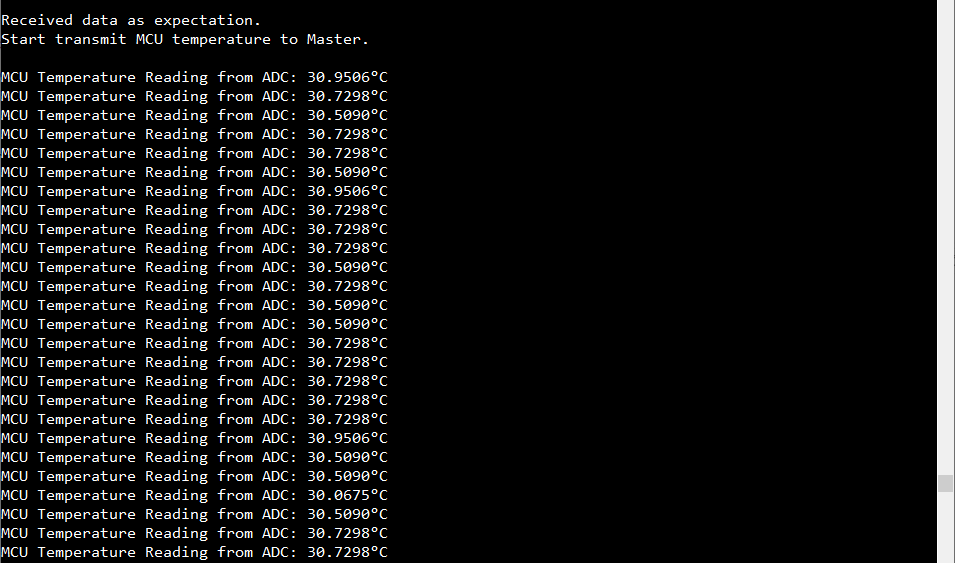 Received data as expectation.
Start transmit MCU temperature to Master.
MCU Temperature Reading from ADC: 30.9506°C
MCU Temperature Reading from ADC: 30.7298°C
MCU Temperature Reading from ADC: 30.5090°C
MCU Temperature Reading from ADC: 30.7298°C
MCU Temperature Reading from ADC: 30.7298°C
MCU Temperature Reading from ADC: 30.5090°C
MCU Temperature Reading from ADC: 30.9506°C
MCU Temperature Reading from ADC: 30.7298°C
MCU Temperature Reading from ADC: 30.7298°C
MCU Temperature Reading from ADC: 30.7298°C
MCU Temperature Reading from ADC: 30.5090°C
MCU Temperature Reading from ADC: 30.7298°C
MCU Temperature Reading from ADC: 30.5090°C
MCU Temperature Reading from ADC: 30.5090°C
MCU Temperature Reading from ADC: 30.7298°C
MCU Temperature Reading from ADC: 30.7298°C
MCU Temperature Reading from ADC: 30.7298°C
MCU Temperature Reading from ADC: 30.7298°C
MCU Temperature Reading from ADC: 30.7298°C
MCU Temperature Reading from ADC: 30.9506°C
MCU Temperature Reading from ADC: 30.5090°C
MCU Temperature Reading from ADC: 30.5090°C
MCU Temperature Reading from ADC: 30.0675°C
MCU Temperature Reading from ADC: 30.5090°C
MCU Temperature Reading from ADC: 30.7298°C
MCU Temperature Reading from ADC: 30.7298°C